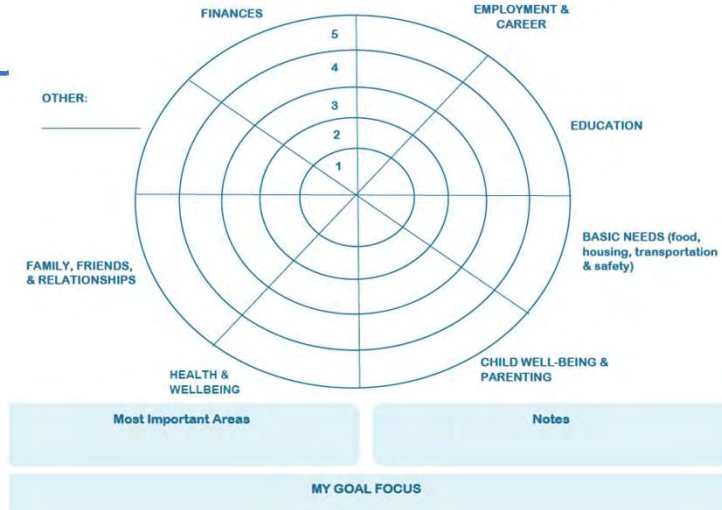 FINANCES
EMPLOYMENT &
CAREER
5
4
3
2
1
OTHER:
EDUCATION
BASIC NEEDS (food,
housing, transportation
& safety)
FAMILY, FRIENDS,
& RELATIONSHIPS
HEALTH &
WELLBEING
CHILD WELL-BEING &
PARENTING
Most Important Areas
Notes
MY GOAL FOCUS